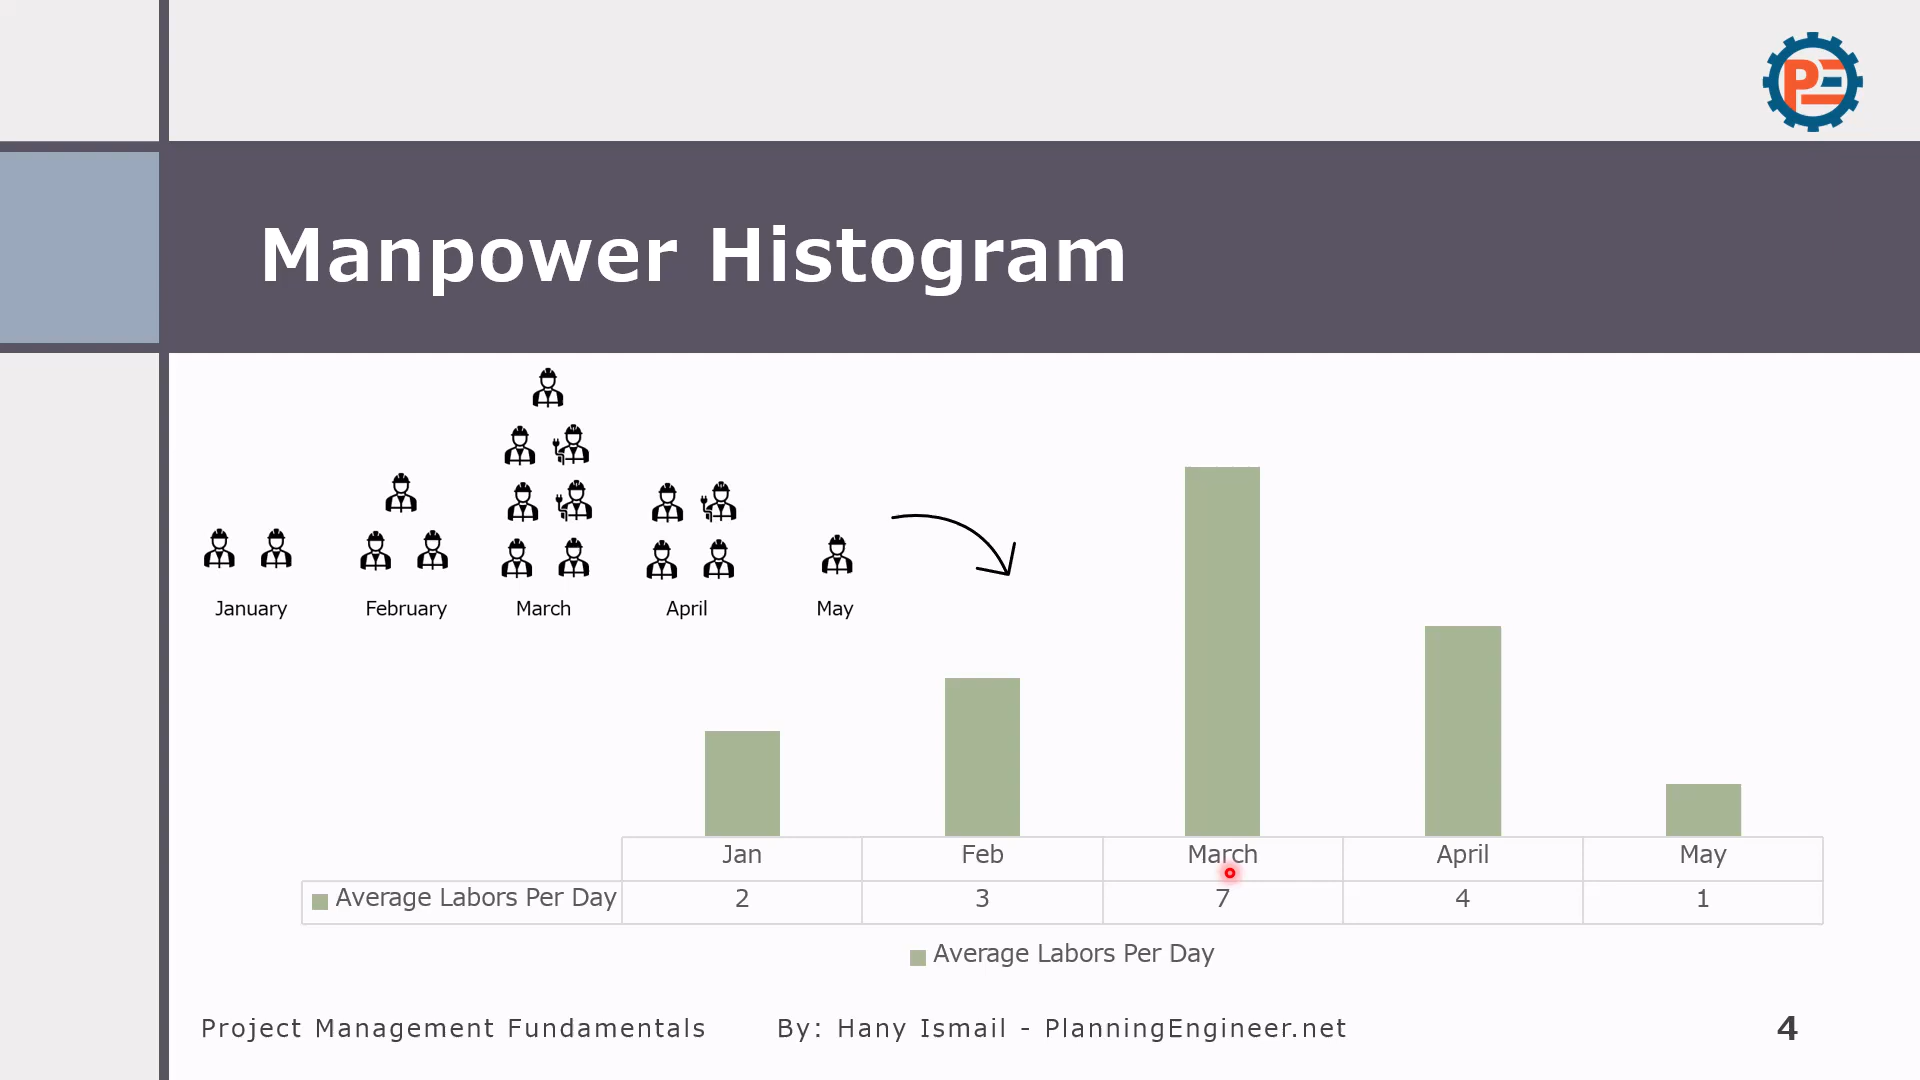 PE
Manpower Histogram
January February March April May
Jan Feb March April May
Average Labors Per Day 2 3 7 4 1
Average Labors Per Day
Project Management Fundamentals By: Hany Ismail - PlanningEngineer.net 4